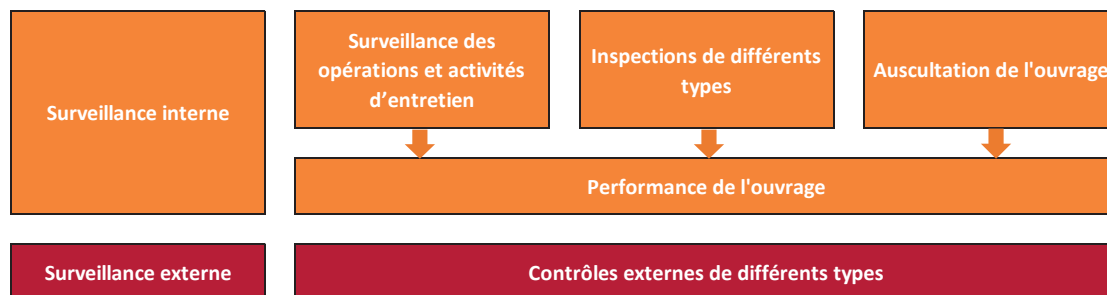 Surveillance interne
Surveillance des
opérations et activités
d’entretien
Inspections de différents
types
Auscultation de l'ouvrage
Performance de l'ouvrage
Surveillance externe
Contrôles externes de différents types